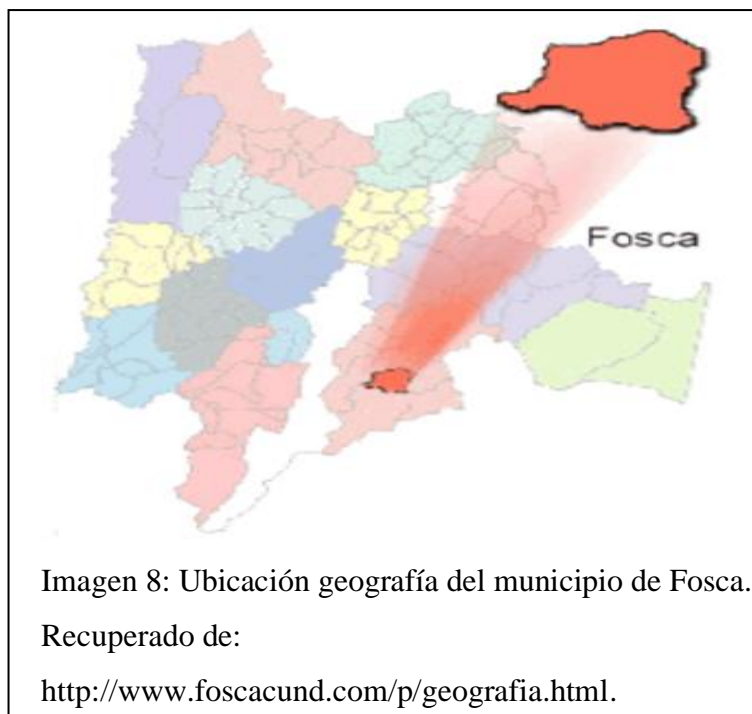 Fosca
Imagen 8: Ubicación geografía del municipio de Fosca.
Recuperado de:
http://www.foscacund.com/p/geografia.html.